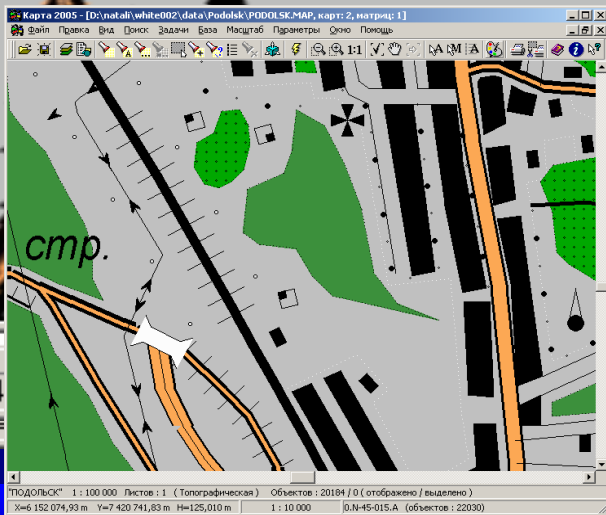 Карта 2005 - [D:\natali\white002\data\Podolsk\PODOLSK.MAP, карт: 2, матриц: 1]
Файл Правка Вид Поиск Задачи База Масштаб Параметры Окно Помощь
1:1
стр.
"ПОДОЛЬСК" 1 : 100 000 Листов : 1 ( Топографическая ) Объектов : 20184 / 0 ( отображено / выделено )
X=6 152 074,93 m Y=7 420 741,83 m H=125,010 m 1 : 10 000 0.N-45-015.A (объектов : 22030)